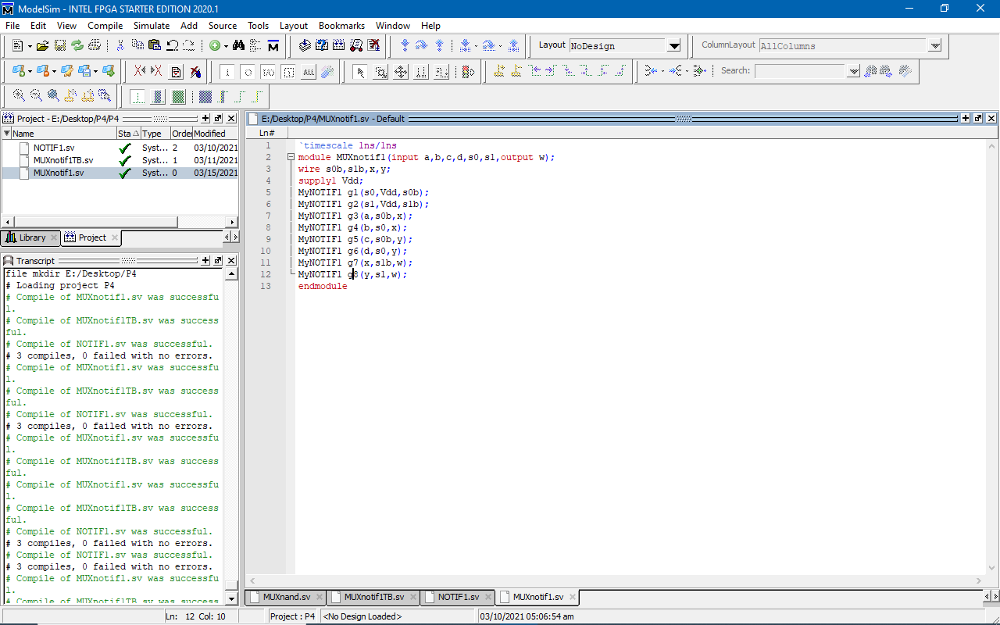 ModelSim - INTEL FPGA STARTER EDITION 2020.1
File Edit View Compile Simulate Add Source Tools Layout Bookmarks Window Help
Layout NoDesign
ColumnLayout AllColumns
Search:
Project - E:/Desktop/P4/P4
Name Sta Type Order Modified
NOTIF1.sv Syst... 2 03/10/2021
MUXnotif1TB.sv Syst... 1 03/11/2021
MUXnotif1.sv Syst... 0 03/15/2021
Library Project
Transcript
file mkdir E:/Desktop/P4
# Loading project P4
# Compile of MUXnotif1.sv was successfu
l.
# Compile of MUXnotif1TB.sv was success
ful.
# Compile of NOTIF1.sv was successful.
# 3 compiles, 0 failed with no errors.
# Compile of MUXnotif1.sv was successfu
l.
# Compile of MUXnotif1TB.sv was success
ful.
# Compile of NOTIF1.sv was successful.
# 3 compiles, 0 failed with no errors.
# Compile of MUXnotif1.sv was successfu
l.
# Compile of MUXnotif1TB.sv was success
ful.
# Compile of MUXnotif1.sv was successfu
l.
# Compile of MUXnotif1TB.sv was success
ful.
# Compile of NOTIF1.sv was successful.
# 3 compiles, 0 failed with no errors.
# Compile of NOTIF1.sv was successful.
# 3 compiles, 0 failed with no errors.
# Compile of MUXnotif1.sv was successfu
l.
# Compile of MUXnotif1TB.sv was success
E:/Desktop/P4/MUXnotif1.sv - Default
Ln#
1 `timescale 1ns/1ns
2 module MUXnotif1(input a,b,c,d,s0,s1,output w);
3 wire s0b,s1b,x,y;
4 supply1 Vdd;
5 MyNOTIF1 g1(s0,Vdd,s0b);
6 MyNOTIF1 g2(s1,Vdd,s1b);
7 MyNOTIF1 g3(a,s0b,x);
8 MyNOTIF1 g4(b,s0,x);
9 MyNOTIF1 g5(c,s0b,y);
10 MyNOTIF1 g6(d,s0,y);
11 MyNOTIF1 g7(x,s1b,w);
12 MyNOTIF1 g8(y,s1,w);
13 endmodule
MUXnand.sv MUXnotif1TB.sv NOTIF1.sv MUXnotif1.sv
Ln: 12 Col: 10 Project : P4 <No Design Loaded> 03/10/2021 05:06:54 am